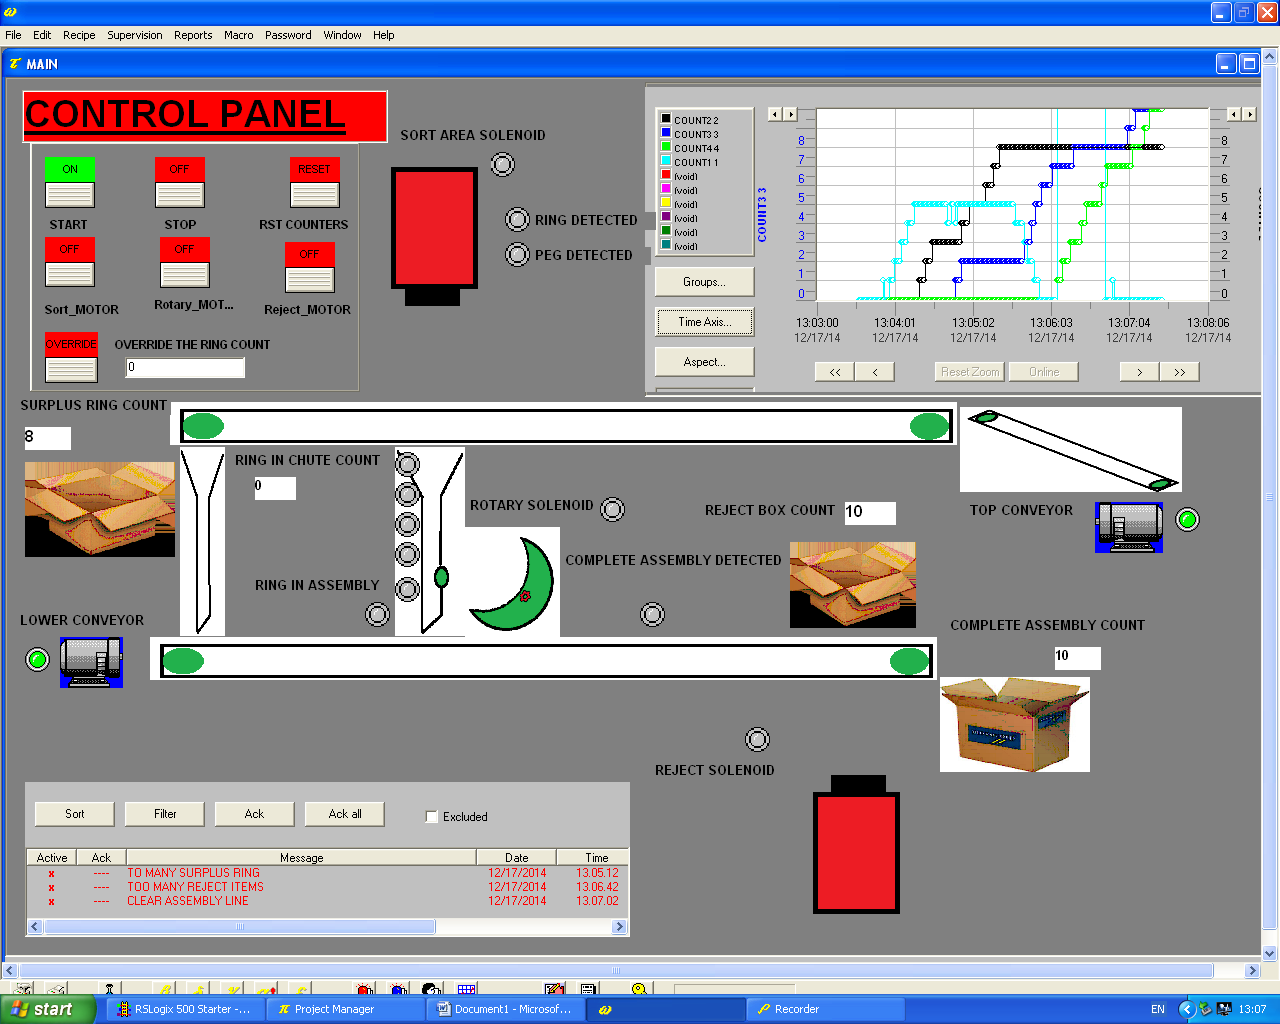 File Edit Recipe Supervision Reports Macro Password Window Help
MAIN
CONTROL PANEL
ON OFF RESET
START STOP RST COUNTERS
OFF OFF OFF
Sort_MOTOR Rotary_MOT... Reject_MOTOR
OVERRIDE OVERRIDE THE RING COUNT
0
SORT AREA SOLENOID
RING DETECTED
PEG DETECTED
COUNT2 2
COUNT3 3
COUNT4 4
COUNT1 1
(void)
(void)
(void)
(void)
(void)
(void)
Groups...
Time Axis...
Aspect...
COUNT3 3
8 8
7 7
6 6
5 5
4 4
3 3
2 2
1 1
0 0
13:03:00 13:04:01 13:05:02 13:06:03 13:07:04 13:08:06
12/17/14 12/17/14 12/17/14 12/17/14 12/17/14 12/17/14
<< < Reset Zoom Online > >>
SURPLUS RING COUNT
8
RING IN CHUTE COUNT
0
ROTARY SOLENOID
REJECT BOX COUNT 10
TOP CONVEYOR
COMPLETE ASSEMBLY DETECTED
RING IN ASSEMBLY
LOWER CONVEYOR
COMPLETE ASSEMBLY COUNT
10
REJECT SOLENOID
Sort Filter Ack Ack all Excluded
Active Ack Message Date Time
x ---- TO MANY SURPLUS RING 12/17/2014 13.05.12
x ---- TOO MANY REJECT ITEMS 12/17/2014 13.06.42
x ---- CLEAR ASSEMBLY LINE 12/17/2014 13.07.02
start RSLogix 500 Starter -... Project Manager Document1 - Microsof... Recorder EN 13:07